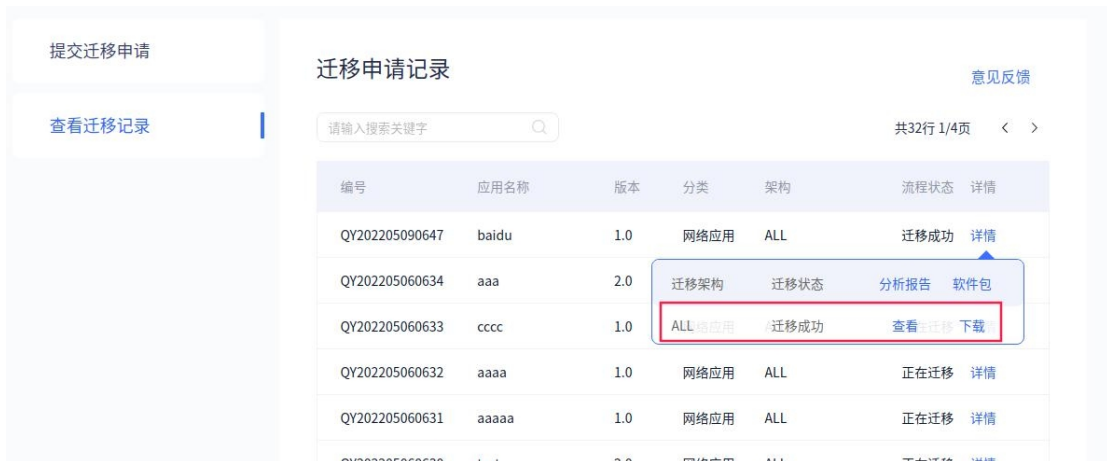 提交迁移申请
查看迁移记录
迁移申请记录
意见反馈
请输入搜索关键字
共32行 1/4页 < >
编号 应用名称 版本 分类 架构 流程状态 详情
QY202205090647 baidu 1.0 网络应用 ALL 迁移成功 详情
QY202205060634 aaa 2.0
迁移架构 迁移状态 分析报告 软件包
QY202205060633 cccc 1.0
ALL 迁移成功 查看 下载
QY202205060632 aaaa 1.0 网络应用 ALL 正在迁移 详情
QY202205060631 aaaaa 1.0 网络应用 ALL 正在迁移 详情